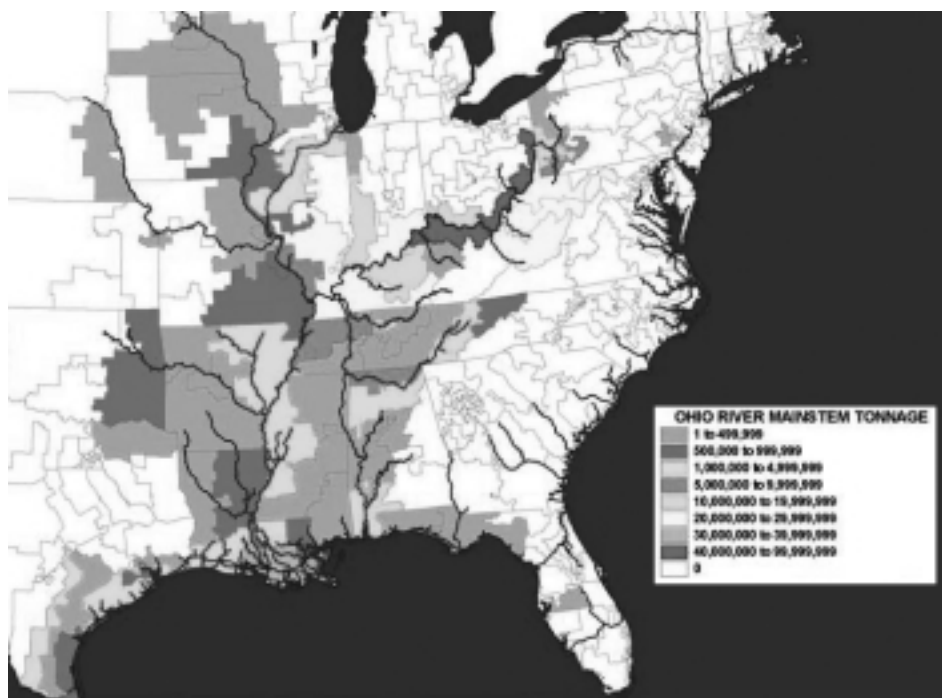 OHIO RIVER MAINSTEM TONNAGE
1 to 499,999
500,000 to 999,999
1,000,000 to 4,999,999
5,000,000 to 9,999,999
10,000,000 to 19,999,999
20,000,000 to 29,999,999
30,000,000 to 39,999,999
40,000,000 to 99,999,999
0